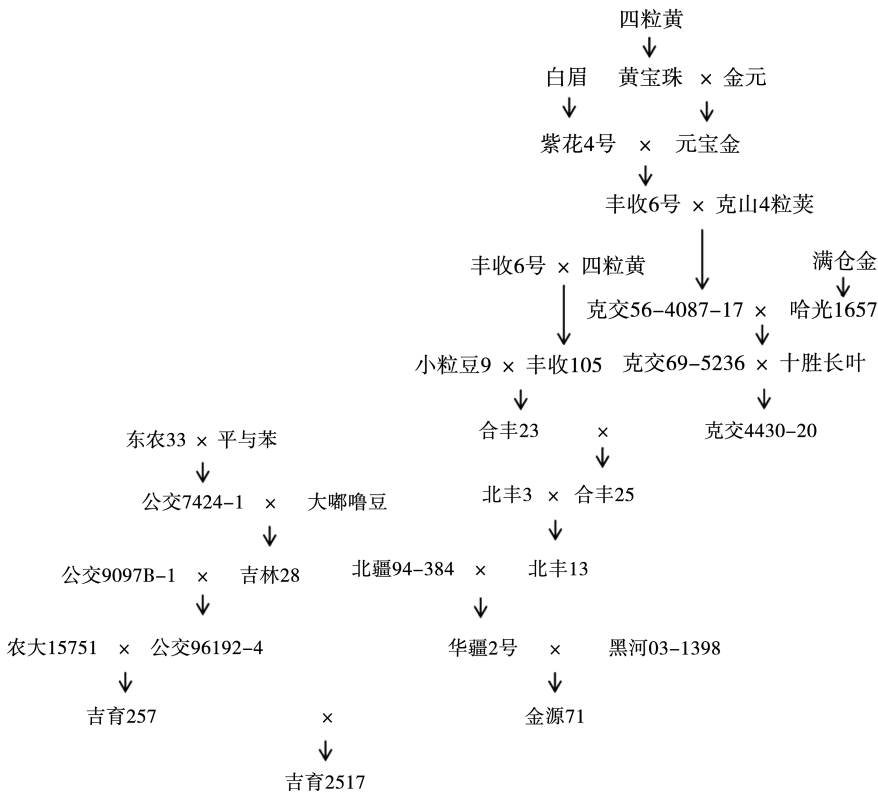 四粒黄
白眉 黄宝珠 × 金元
紫花4号 × 元宝金
丰收6号 × 克山4粒荚
丰收6号 × 四粒黄 满仓金
克交56-4087-17 × 哈光1657
小粒豆9 × 丰收105 克交69-5236 × 十胜长叶
合丰23 × 克交4430-20
东农33 × 平与笨
公交7424-1 × 大嘟噜豆 北丰3 × 合丰25
公交9097B-1 × 吉林28 北疆94-384 × 北丰13
农大15751 × 公交96192-4 华疆2号 × 黑河03-1398
吉育257 × 金源71
吉育2517